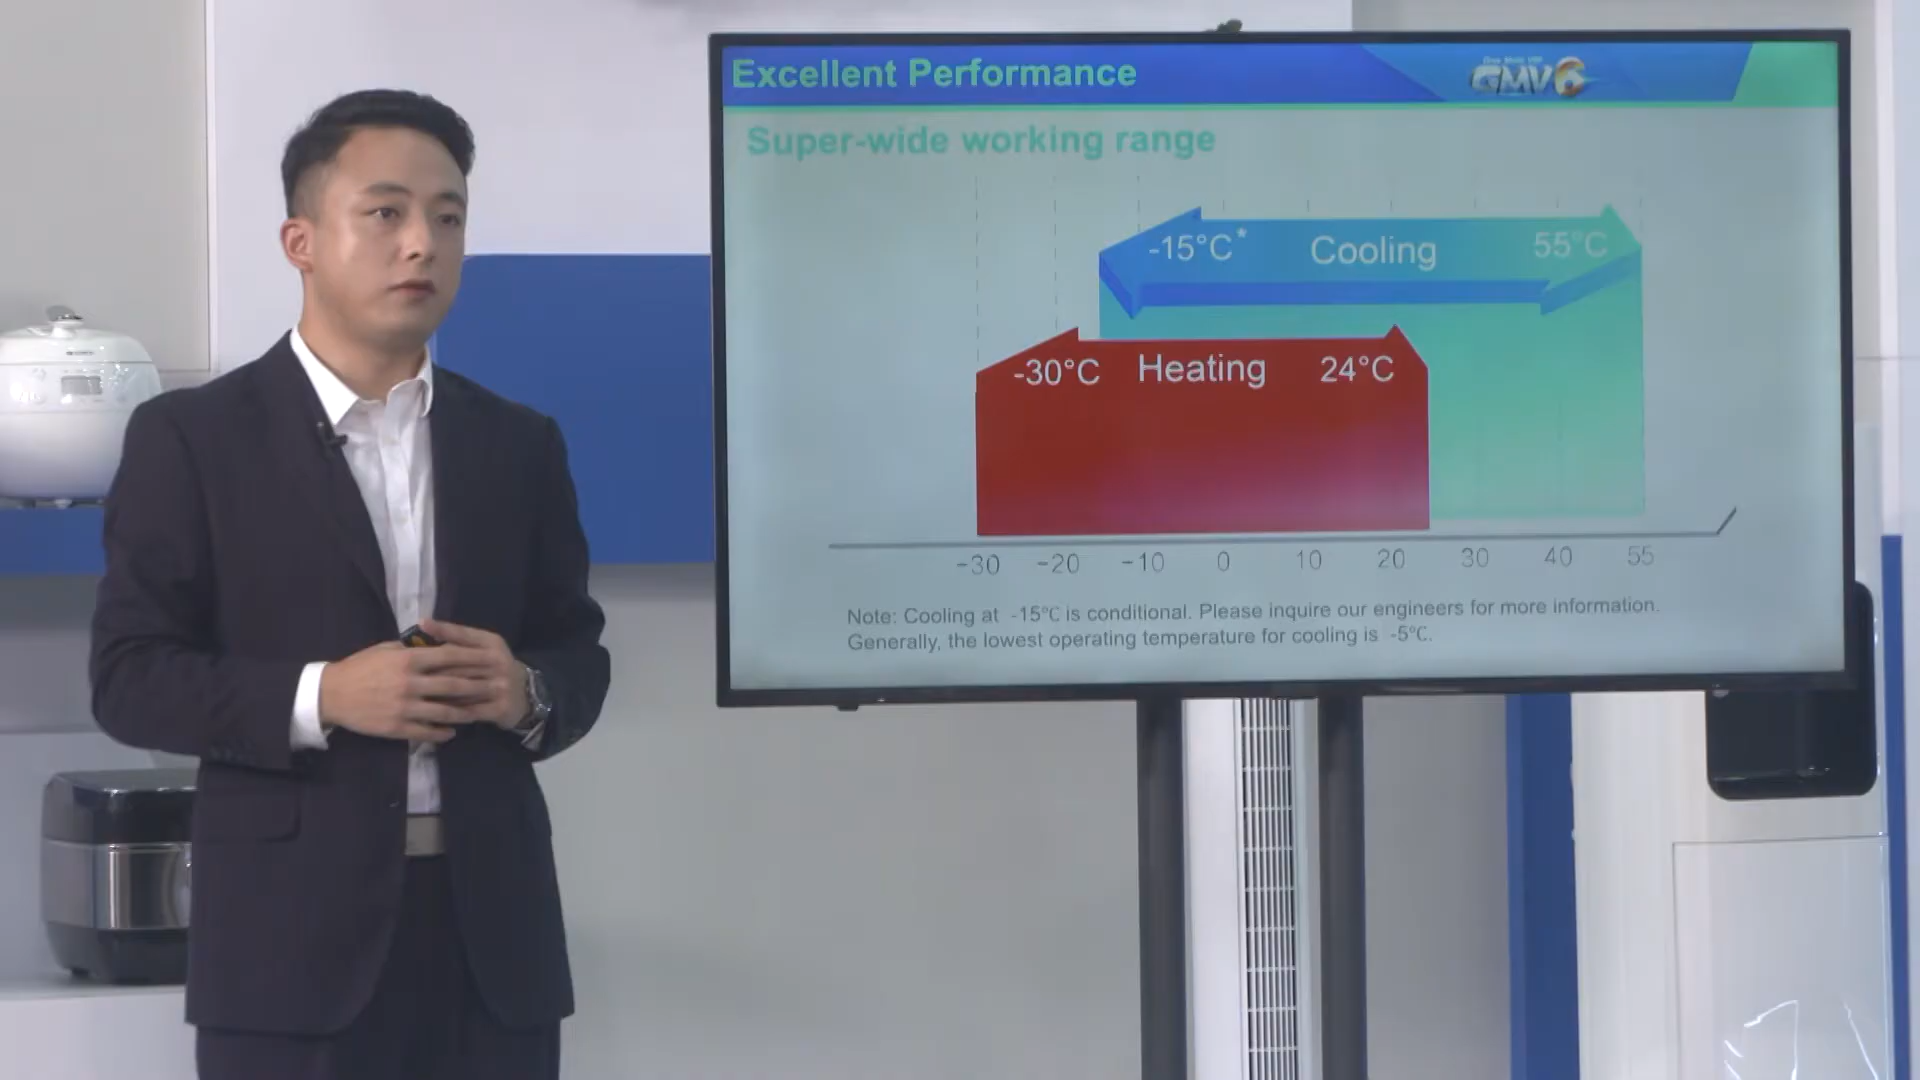 Excellent Performance
GMV6
Super-wide working range
-15°C* Cooling 55°C
-30°C Heating 24°C
-30 -20 -10 0 10 20 30 40 55
Note: Cooling at -15°C is conditional. Please inquire our engineers for more information.
Generally, the lowest operating temperature for cooling is -5°C.